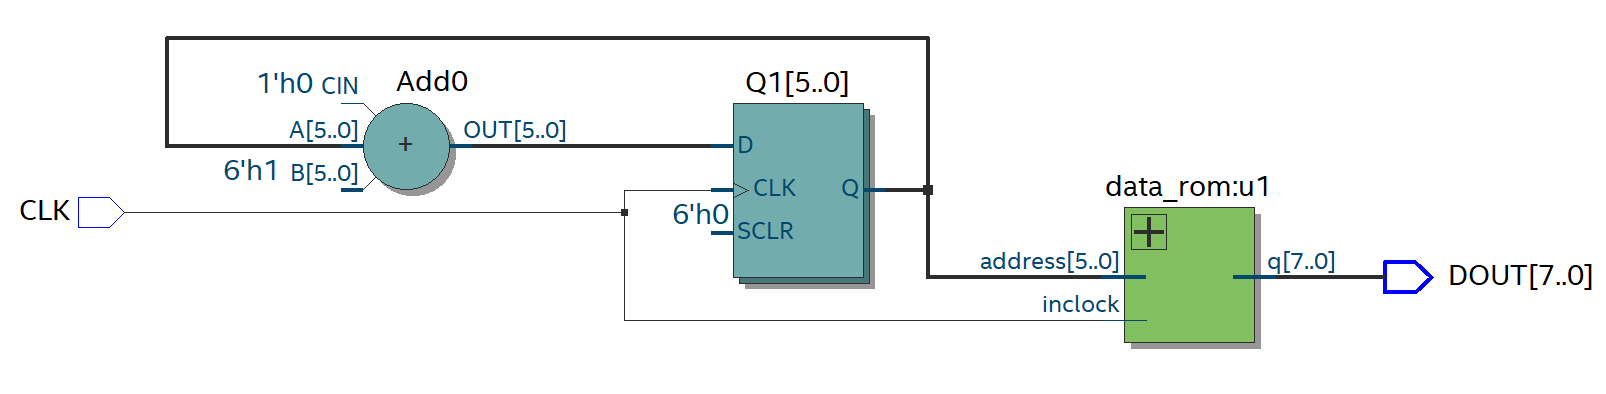 Add0
Q1[5..0]
1'h0 CIN
A[5..0]
+
OUT[5..0]
D
6'h1 B[5..0]
CLK
CLK
Q
6'h0
SCLR
data_rom:u1
address[5..0]
q[7..0]
DOUT[7..0]
inclock